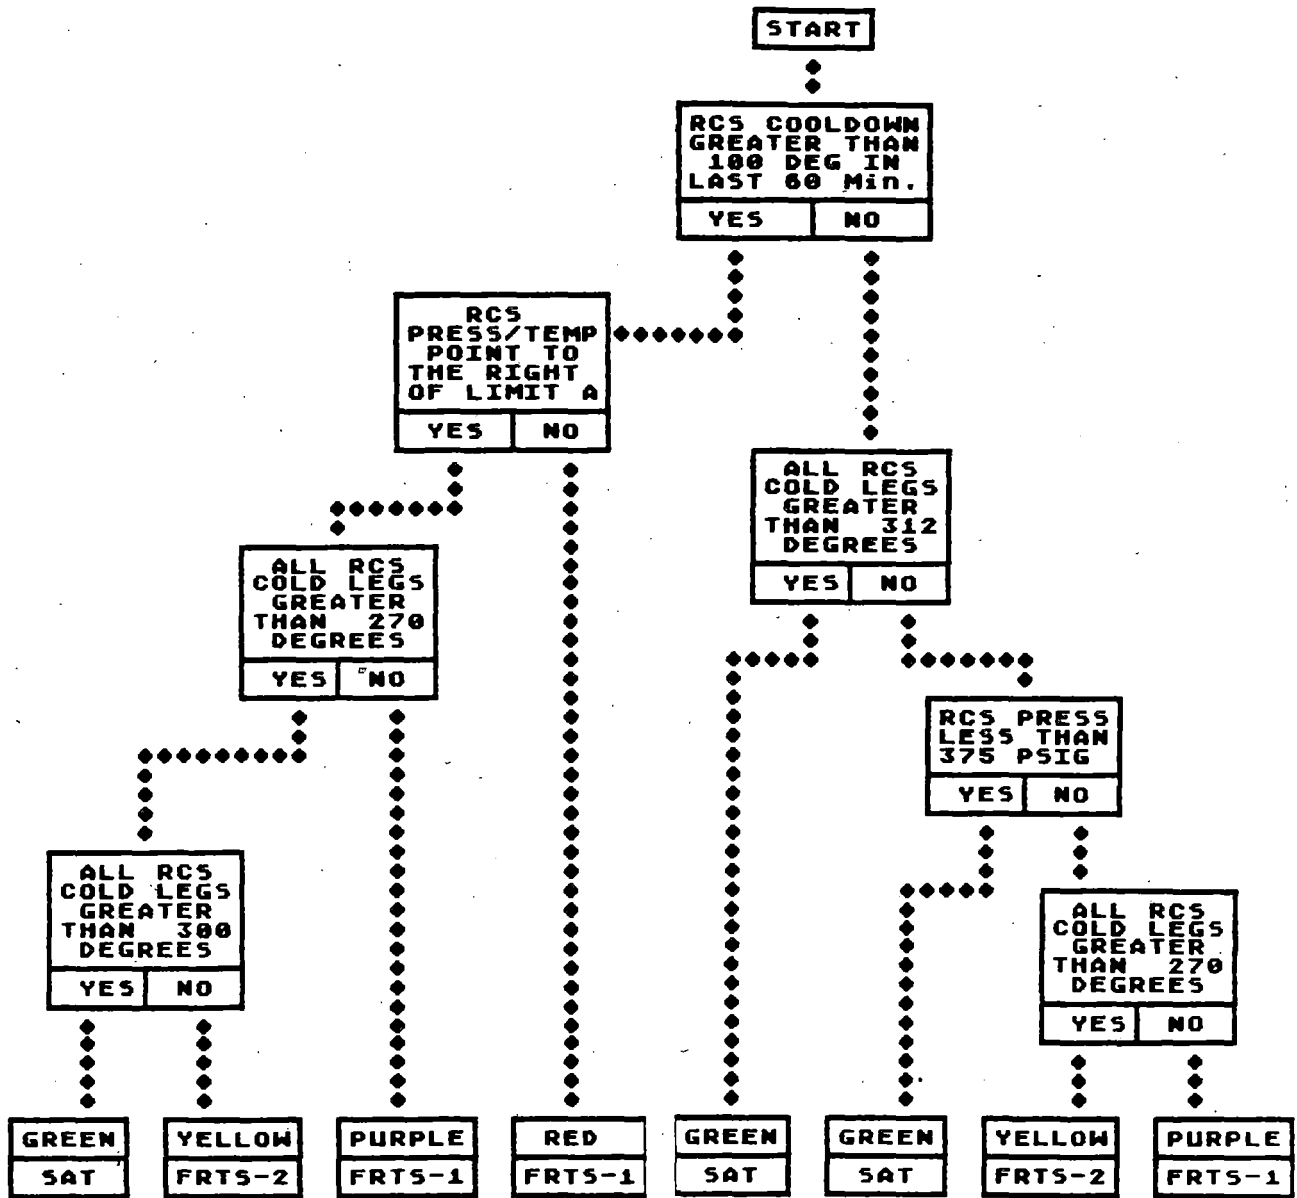 START
RCS COOLDOWN
GREATER THAN
100 DEG IN
LAST 60 Min.
YES NO
RCS
PRESS/TEMP
POINT TO
THE RIGHT
OF LIMIT A
YES NO
ALL RCS
COLD LEGS
GREATER
THAN 312
DEGREES
YES NO
ALL RCS
COLD LEGS
GREATER
THAN 270
DEGREES
YES NO
RCS PRESS
LESS THAN
375 PSIG
YES NO
ALL RCS
COLD LEGS
GREATER
THAN 300
DEGREES
YES NO
ALL RCS
COLD LEGS
GREATER
THAN 270
DEGREES
YES NO
GREEN YELLOW PURPLE RED GREEN GREEN YELLOW PURPLE
SAT FRTS-2 FRTS-1 FRTS-1 SAT SAT FRTS-2 FRTS-1